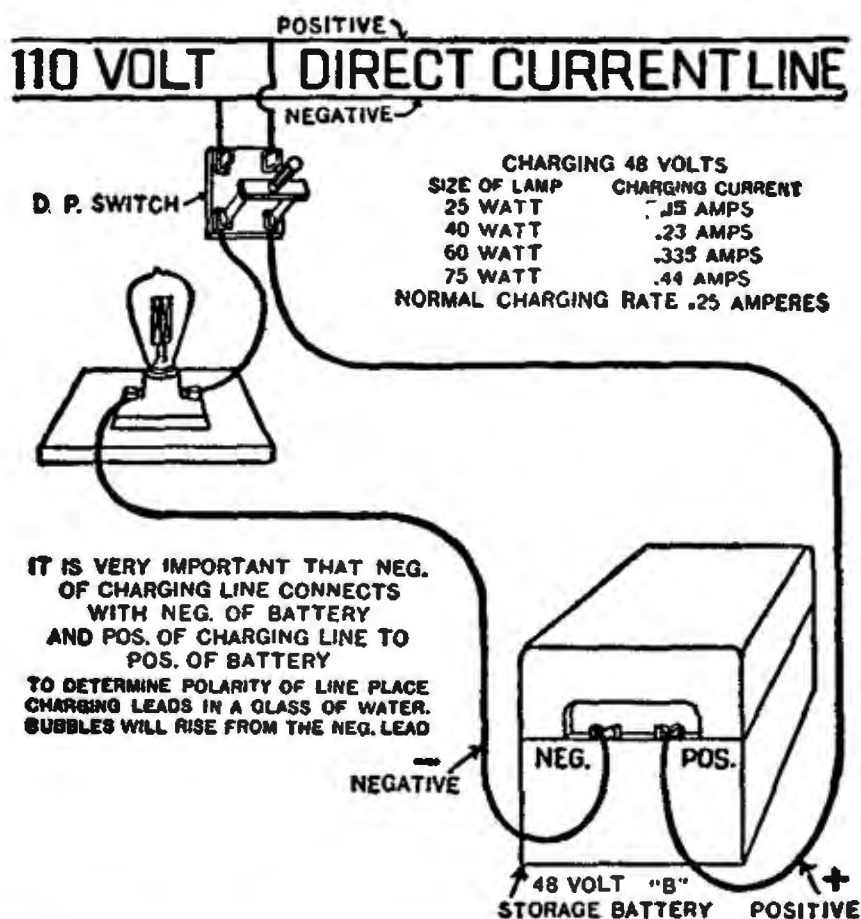 POSITIVE
110 VOLT DIRECT CURRENT LINE
NEGATIVE
D. P. SWITCH
CHARGING 48 VOLTS
SIZE OF LAMP CHARGING CURRENT
25 WATT .15 AMPS
40 WATT .23 AMPS
60 WATT .335 AMPS
75 WATT .44 AMPS
NORMAL CHARGING RATE .25 AMPERES
IT IS VERY IMPORTANT THAT NEG.
OF CHARGING LINE CONNECTS
WITH NEG. OF BATTERY
AND POS. OF CHARGING LINE TO
POS. OF BATTERY
TO DETERMINE POLARITY OF LINE PLACE
CHARGING LEADS IN A GLASS OF WATER.
BUBBLES WILL RISE FROM THE NEG. LEAD
–
NEGATIVE
NEG. POS.
48 VOLT "B"
STORAGE BATTERY
+
POSITIVE